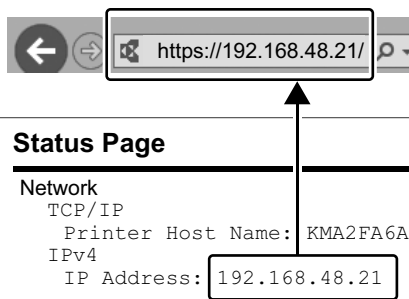 https://192.168.48.21/
Status Page
Network
TCP/IP
Printer Host Name: KMA2FA6A
IPv4
IP Address: 192.168.48.21